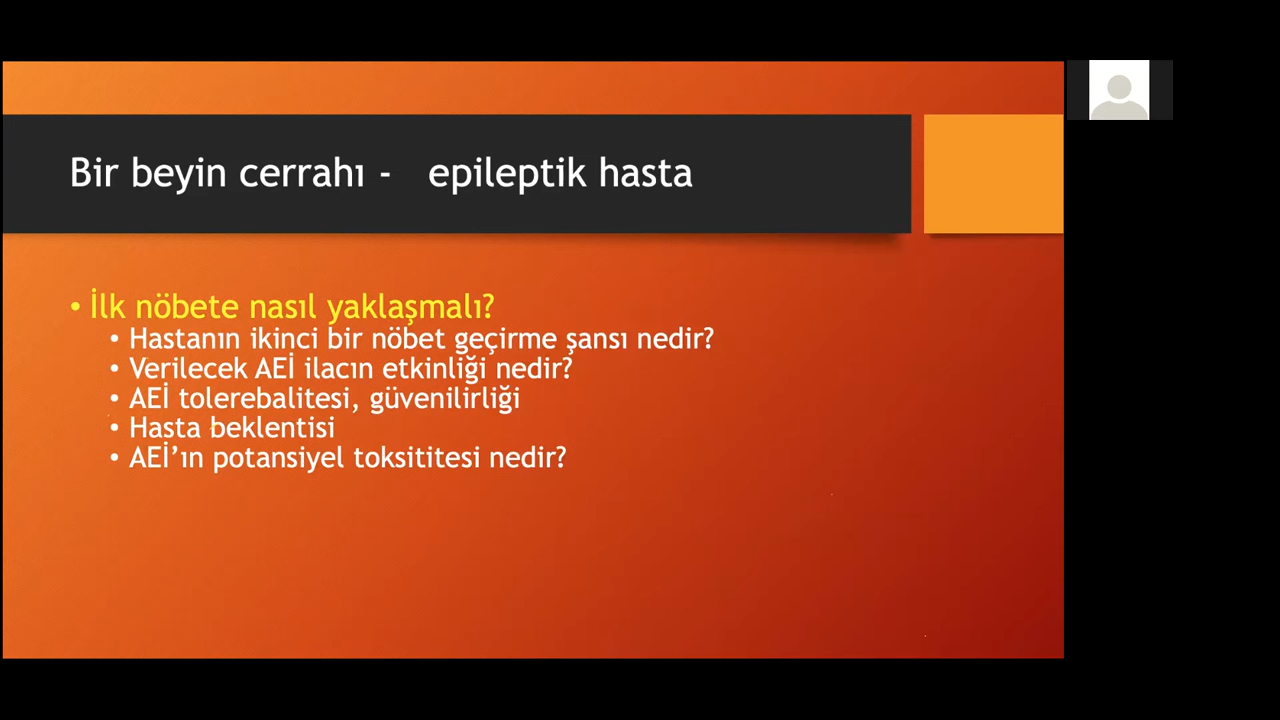 Bir beyin cerrahı - epileptik hasta
• İlk nöbete nasıl yaklaşmalı?
• Hastanın ikinci bir nöbet geçirme şansı nedir?
• Verilecek AEİ ilacın etkinliği nedir?
• AEİ tolerebalitesi, güvenilirliği
• Hasta beklentisi
• AEİ’ın potansiyel toksititesi nedir?